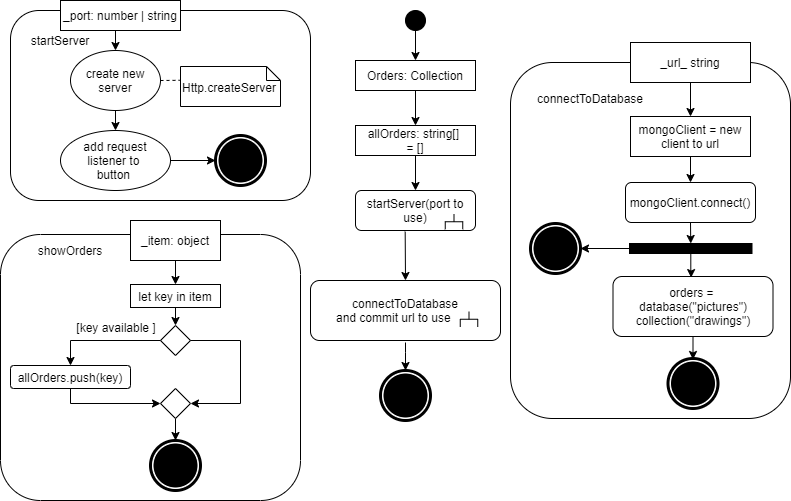 _port: number | string
startServer
create new
server
Http.createServer
add request
listener to
button
_item: object
showOrders
let key in item
[key available ]
allOrders.push(key)
Orders: Collection
allOrders: string[]
= []
startServer(port to
use)
connectToDatabase
and commit url to use
_url_ string
connectToDatabase
mongoClient = new
client to url
mongoClient.connect()
orders =
database("pictures")
collection("drawings")